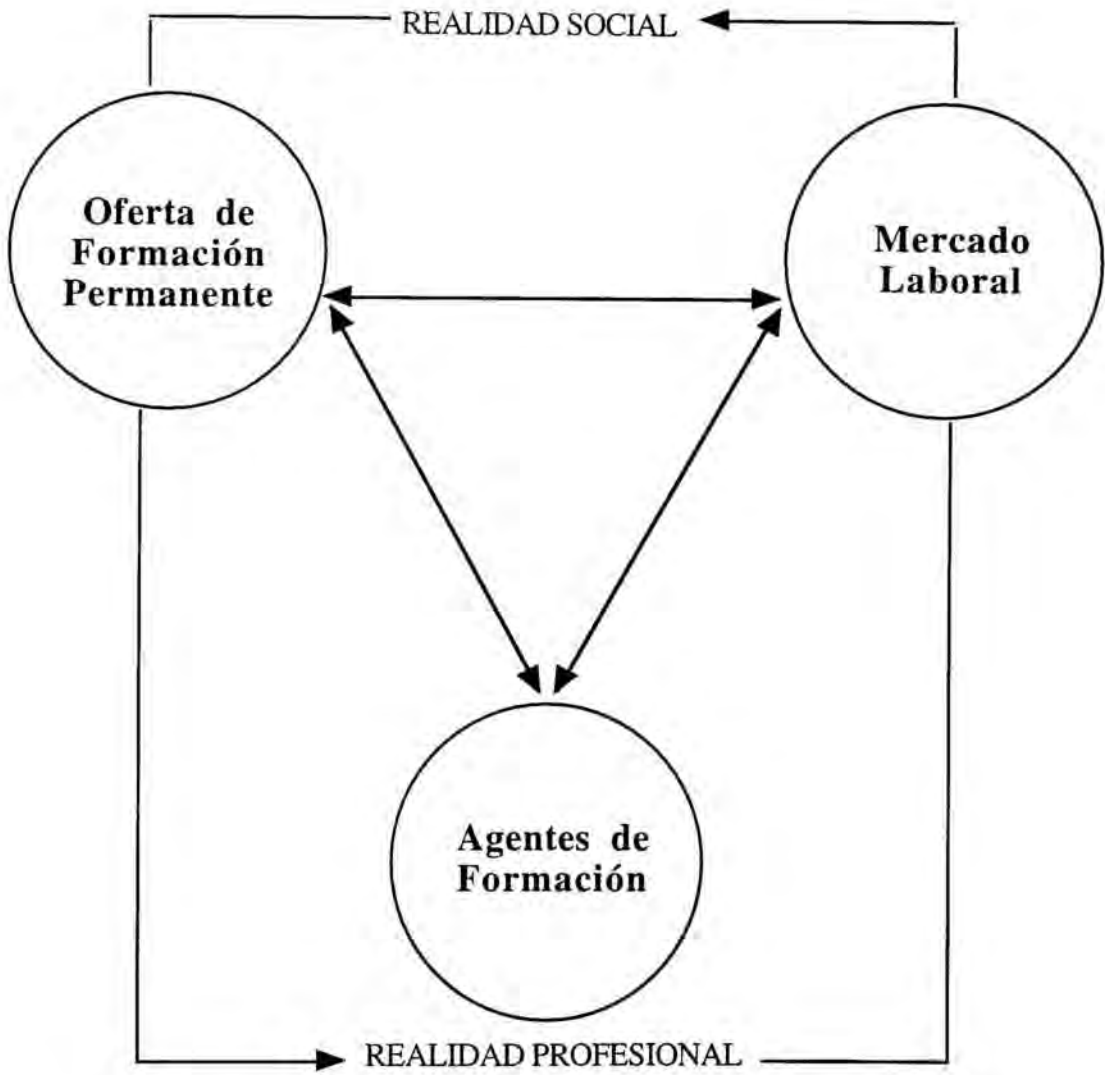 REALIDAD SOCIAL
Oferta de
Formación
Permanente
Mercado
Laboral
Agentes de
Formación
REALIDAD PROFESIONAL